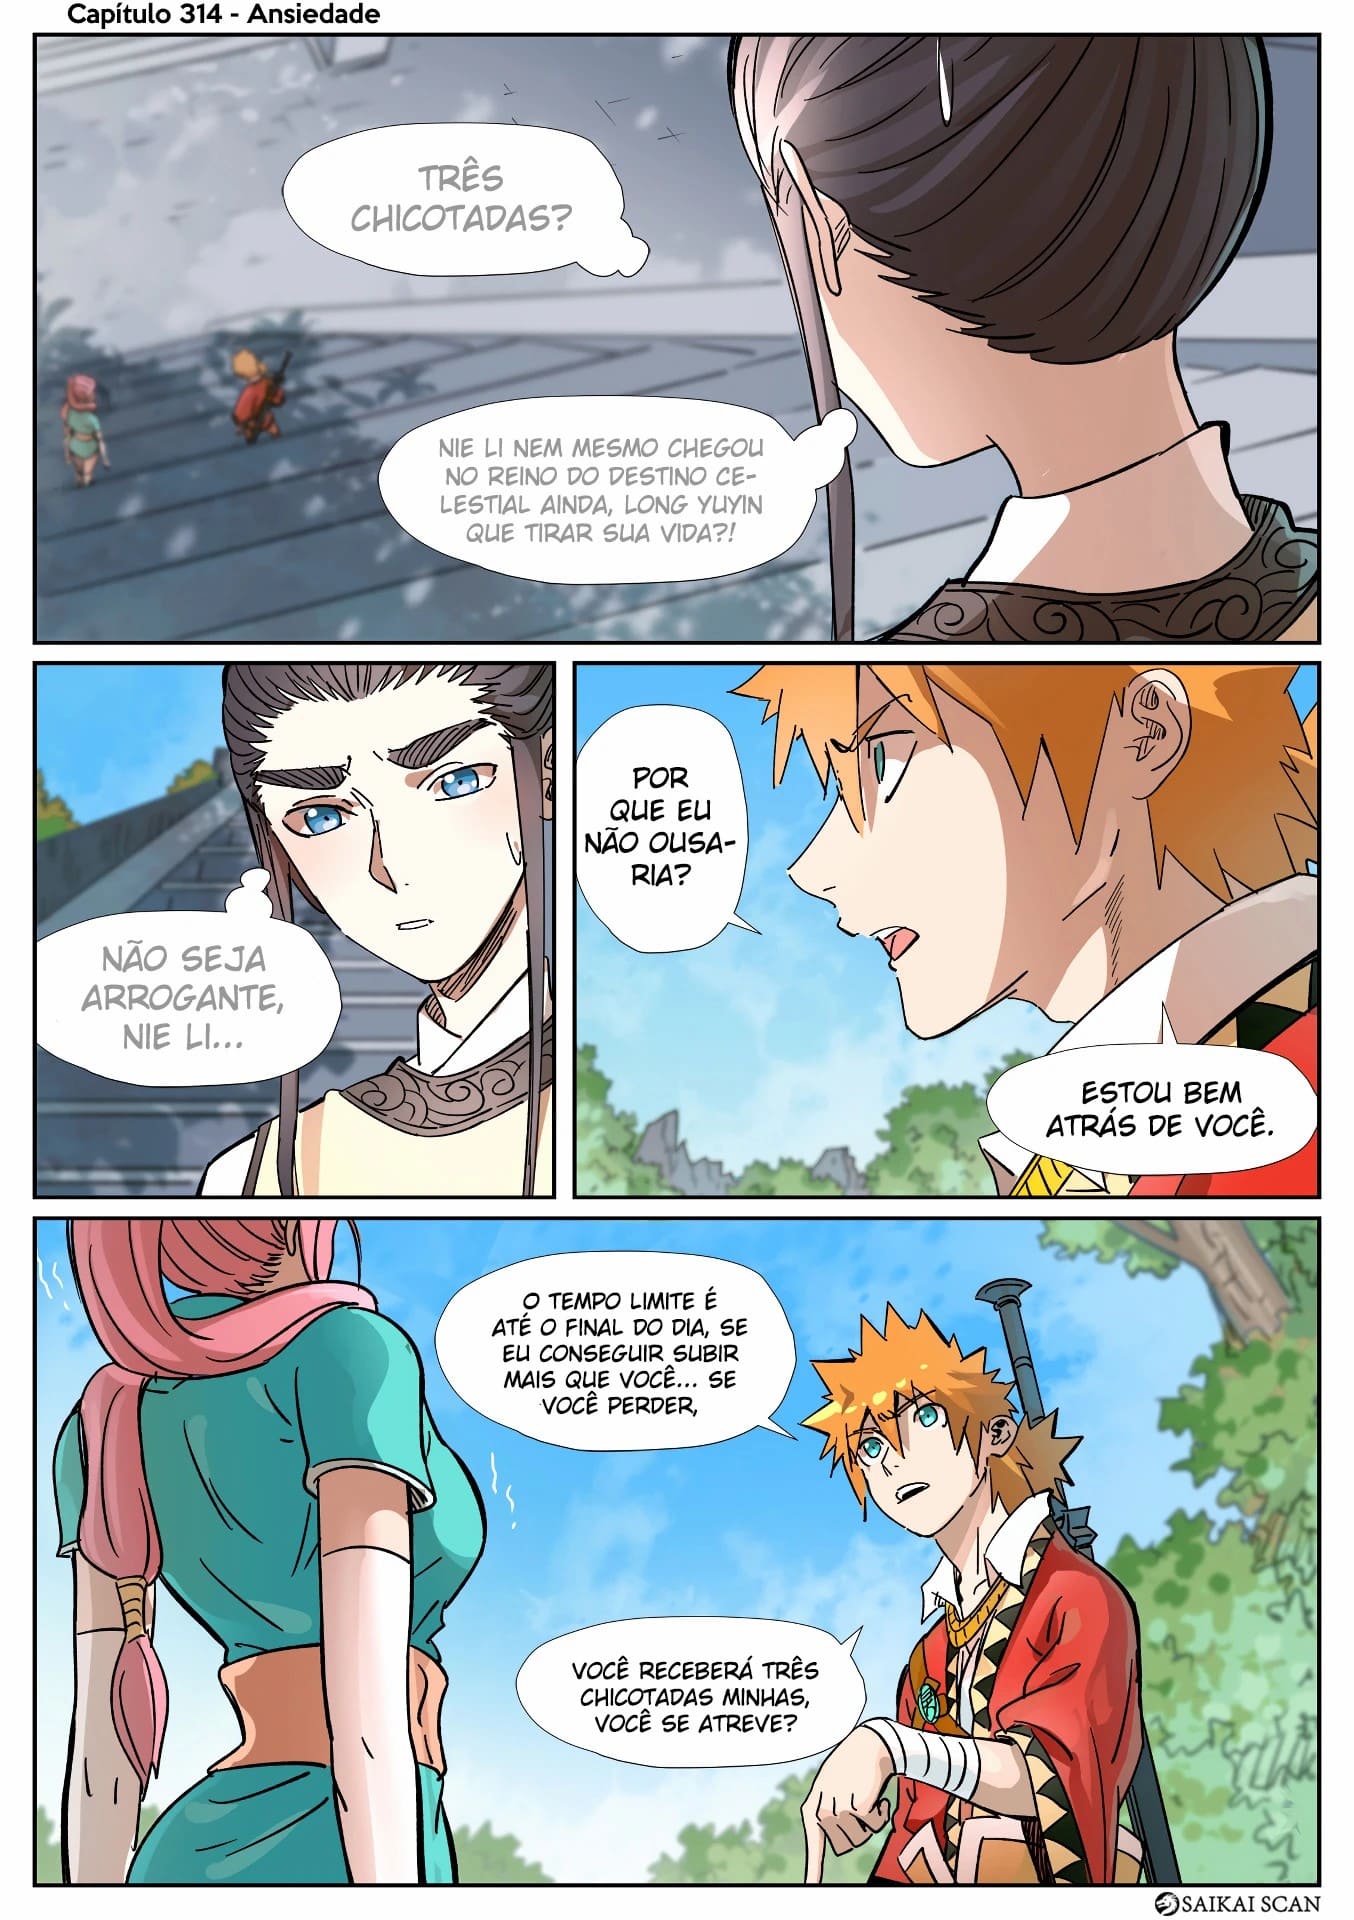 Capítulo 314 - Ansiedade
TRÊS
CHICOTADAS?
NIE LI NEM MESMO CHEGOU
NO REINO DO DESTINO CE-
LESTIAL AINDA, LONG YUYIN
QUER TIRAR SUA VIDA?!
NÃO SEJA
ARROGANTE,
NIE LI...
POR
QUE EU
NÃO OUSA-
RIA?
ESTOU BEM
ATRÁS DE VOCÊ.
O TEMPO LIMITE É
ATÉ O FINAL DO DIA, SE
EU CONSEGUIR SUBIR
MAIS QUE VOCÊ... SE
VOCÊ PERDER,
VOCÊ RECEBERÁ TRÊS
CHICOTADAS MINHAS,
VOCÊ SE ATREVE?
SAIKAI SCAN